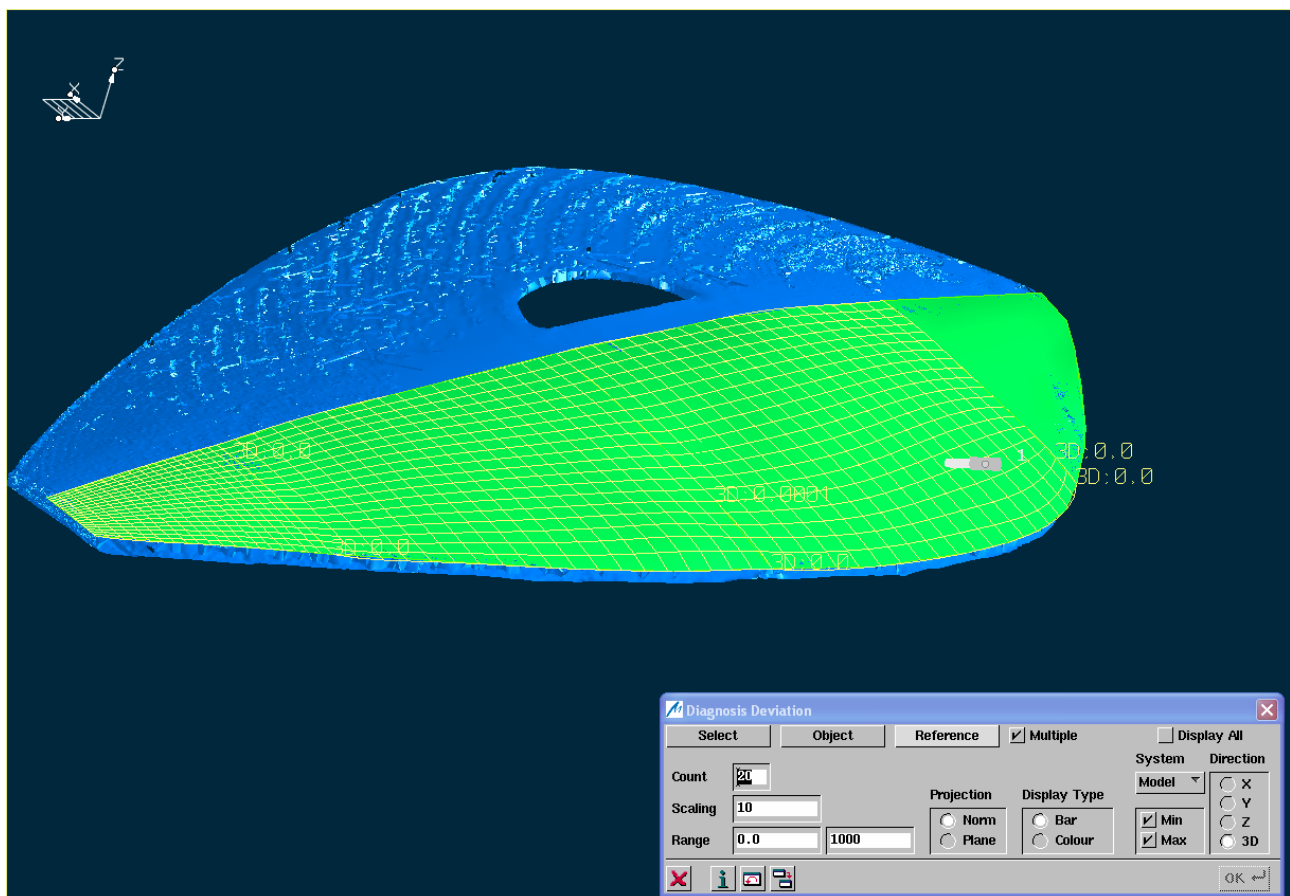 Z
X
Y
3D:0.0
1
3D:0.0
3D:0.0
3D:0.0001
3D:0.0
3D:0.0
Diagnosis Deviation
Select Object Reference Multiple Display All
System Direction
Count 20 Model X
Projection Display Type Y
Scaling 10 Norm Bar Min Z
Range 0.0 1000 Plane Colour Max 3D
i OK